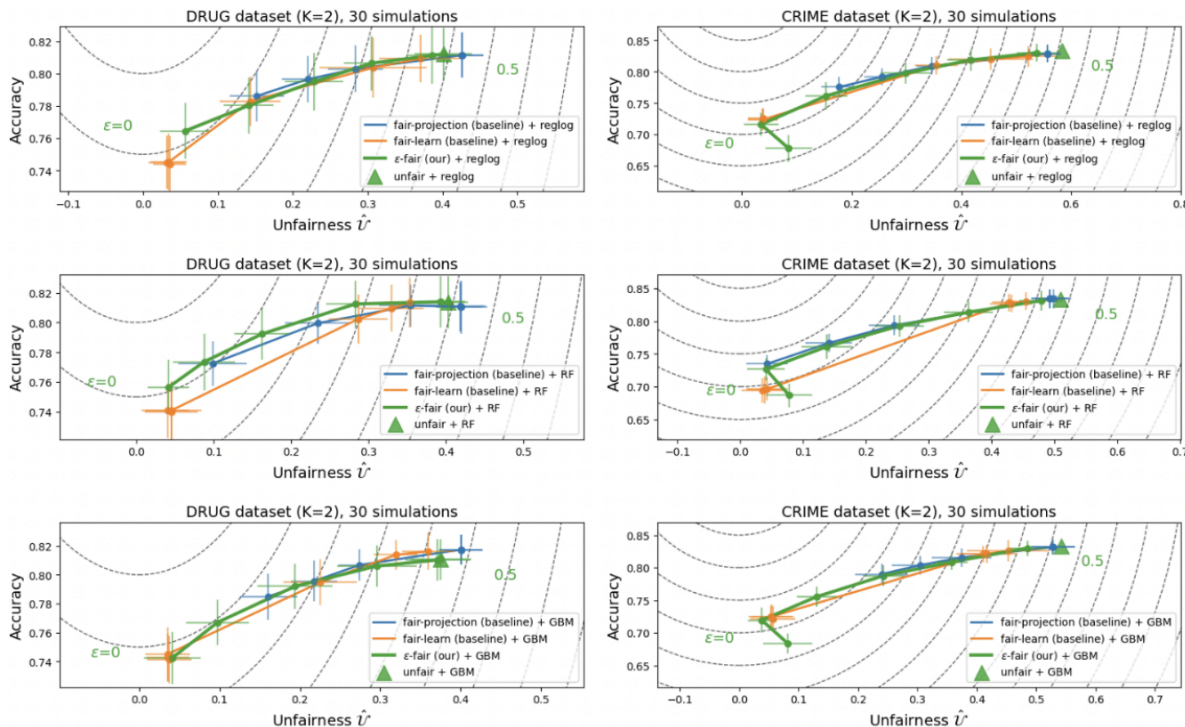 DRUG dataset (K=2), 30 simulations
Accuracy
0.82
0.80
0.78
0.76
0.74
ε=0
0.5
fair-projection (baseline) + reglog
fair-learn (baseline) + reglog
ε-fair (our) + reglog
unfair + reglog
-0.1 0.0 0.1 0.2 0.3 0.4 0.5
Unfairness 𝒰̂
CRIME dataset (K=2), 30 simulations
Accuracy
0.85
0.80
0.75
0.70
0.65
ε=0
0.5
fair-projection (baseline) + reglog
fair-learn (baseline) + reglog
ε-fair (our) + reglog
unfair + reglog
0.0 0.2 0.4 0.6 0.8
Unfairness 𝒰̂
DRUG dataset (K=2), 30 simulations
Accuracy
0.82
0.80
0.78
0.76
0.74
ε=0
0.5
fair-projection (baseline) + RF
fair-learn (baseline) + RF
ε-fair (our) + RF
unfair + RF
-0.1 0.0 0.1 0.2 0.3 0.4 0.5
Unfairness 𝒰̂
CRIME dataset (K=2), 30 simulations
Accuracy
0.85
0.80
0.75
0.70
0.65
ε=0
0.5
fair-projection (baseline) + RF
fair-learn (baseline) + RF
ε-fair (our) + RF
unfair + RF
-0.1 0.0 0.1 0.2 0.3 0.4 0.5 0.6 0.7
Unfairness 𝒰̂
DRUG dataset (K=2), 30 simulations
Accuracy
0.82
0.80
0.78
0.76
0.74
ε=0
0.5
fair-projection (baseline) + GBM
fair-learn (baseline) + GBM
ε-fair (our) + GBM
unfair + GBM
-0.1 0.0 0.1 0.2 0.3 0.4 0.5
Unfairness 𝒰̂
CRIME dataset (K=2), 30 simulations
Accuracy
0.85
0.80
0.75
0.70
0.65
ε=0
0.5
fair-projection (baseline) + GBM
fair-learn (baseline) + GBM
ε-fair (our) + GBM
unfair + GBM
-0.1 0.0 0.1 0.2 0.3 0.4 0.5 0.6 0.7
Unfairness 𝒰̂